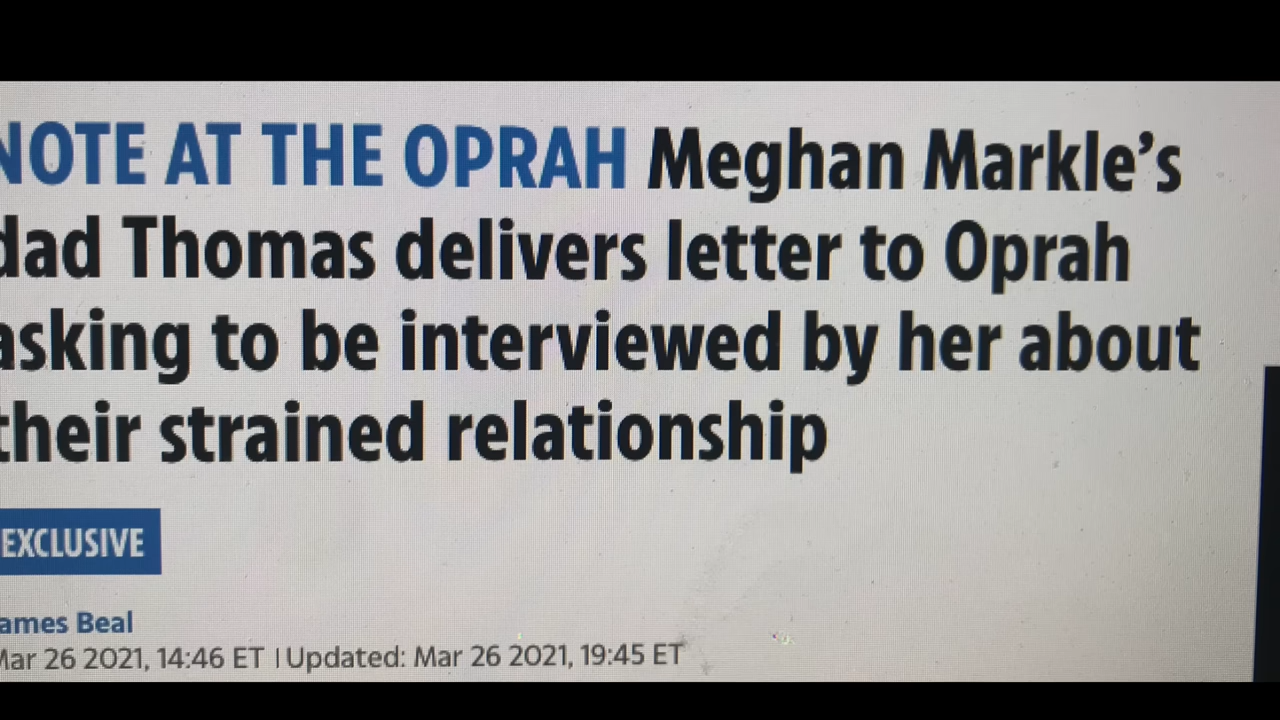 NOTE AT THE OPRAH Meghan Markle’s
dad Thomas delivers letter to Oprah
asking to be interviewed by her about
their strained relationship
EXCLUSIVE
ames Beal
Mar 26 2021, 14:46 ET | Updated: Mar 26 2021, 19:45 ET